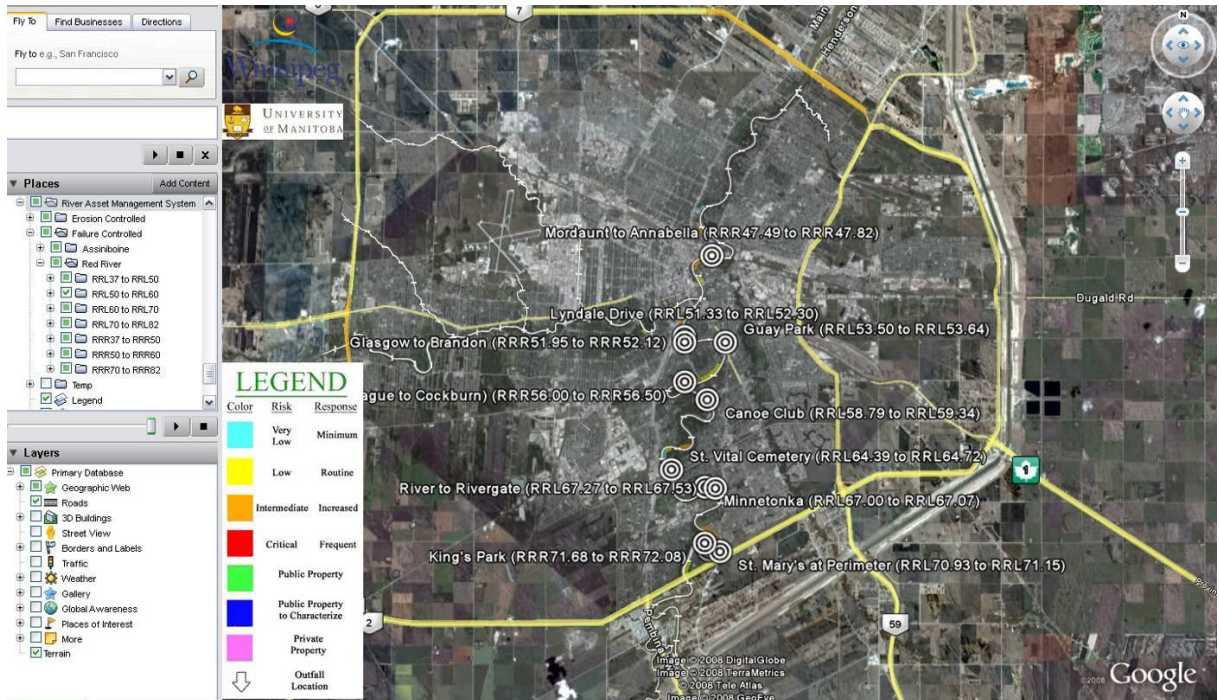 Fly To
Find Businesses
Directions
Fly to e.g., San Francisco
Places
Add Content
River Asset Management System
Erosion Controlled
Failure Controlled
Assiniboine
Red River
RRL37 to RRL50
RRL50 to RRL60
RRL60 to RRL70
RRL70 to RRL82
RRR37 to RRR50
RRR50 to RRR60
RRR70 to RRR82
Temp
Legend
Layers
Primary Database
Geographic Web
Roads
3D Buildings
Street View
Borders and Labels
Traffic
Weather
Gallery
Global Awareness
Places of Interest
More
Terrain
Winnipeg
UNIVERSITY
OF MANITOBA
LEGEND
Color Risk Response
Very Low Minimum
Low Routine
Intermediate Increased
Critical Frequent
Public Property
Public Property
to Characterize
Private
Property
Outfall
Location
7
Main
Henderson
N
Mordaunt to Annabella (RRR47.49 to RRR47.82)
Dugald Rd
Lyndale Drive (RRL51.33 to RRL52.30)
Guay Park (RRL53.50 to RRL53.64)
Glasgow to Brandon (RRR51.95 to RRR52.12)
ague to Cockburn) (RRR56.00 to RRR56.50)
Canoe Club (RRL58.79 to RRL59.34)
St. Vital Cemetery (RRL64.39 to RRL64.72)
1
River to Rivergate (RRL67.27 to RRL67.53)
Minnetonka (RRL67.00 to RRL67.07)
King's Park (RRR71.68 to RRR72.08)
St. Mary's at Perimeter (RRL70.93 to RRL71.15)
2
59
Pembina
Image © 2008 DigitalGlobe
Image © 2008 TerraMetrics
© 2008 Tele Atlas
Image © 2008 GeoEye
©2008 Google